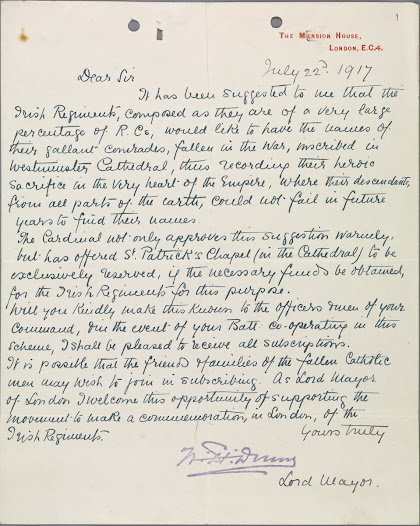 1
THE MANSION HOUSE,
LONDON, E.C.4.
July 22d. 1917
Dear Sir
It has been suggested to me that the
Irish Regiments, composed as they are of a very large
percentage of R.Cs, would like to have the names of
their gallant comrades, fallen in the war, inscribed in
Westminster Cathedral, thus recording their heroic
sacrifice in the very heart of the Empire, where their descendants,
from all parts of the earth, could not fail in future
years to find their names.
The Cardinal not only approves this suggestion warmly,
but has offered St. Patrick's Chapel (in the Cathedral) to be
exclusively reserved, if the necessary funds be obtained,
for the Irish Regiments for this purpose.
Will you kindly make this known to the officers & men of your
Command, & in the event of your Batt. co-operating in this
scheme, I shall be pleased to receive all subscriptions.
It is possible that the friends & families of the fallen Catholic
men may wish to join in subscribing. As Lord Mayor
of London I welcome this opportunity of supporting the
movement to make a commemoration, in London, of the
Irish Regiments.
Yours truly
W. H. Dunn
Lord Mayor.